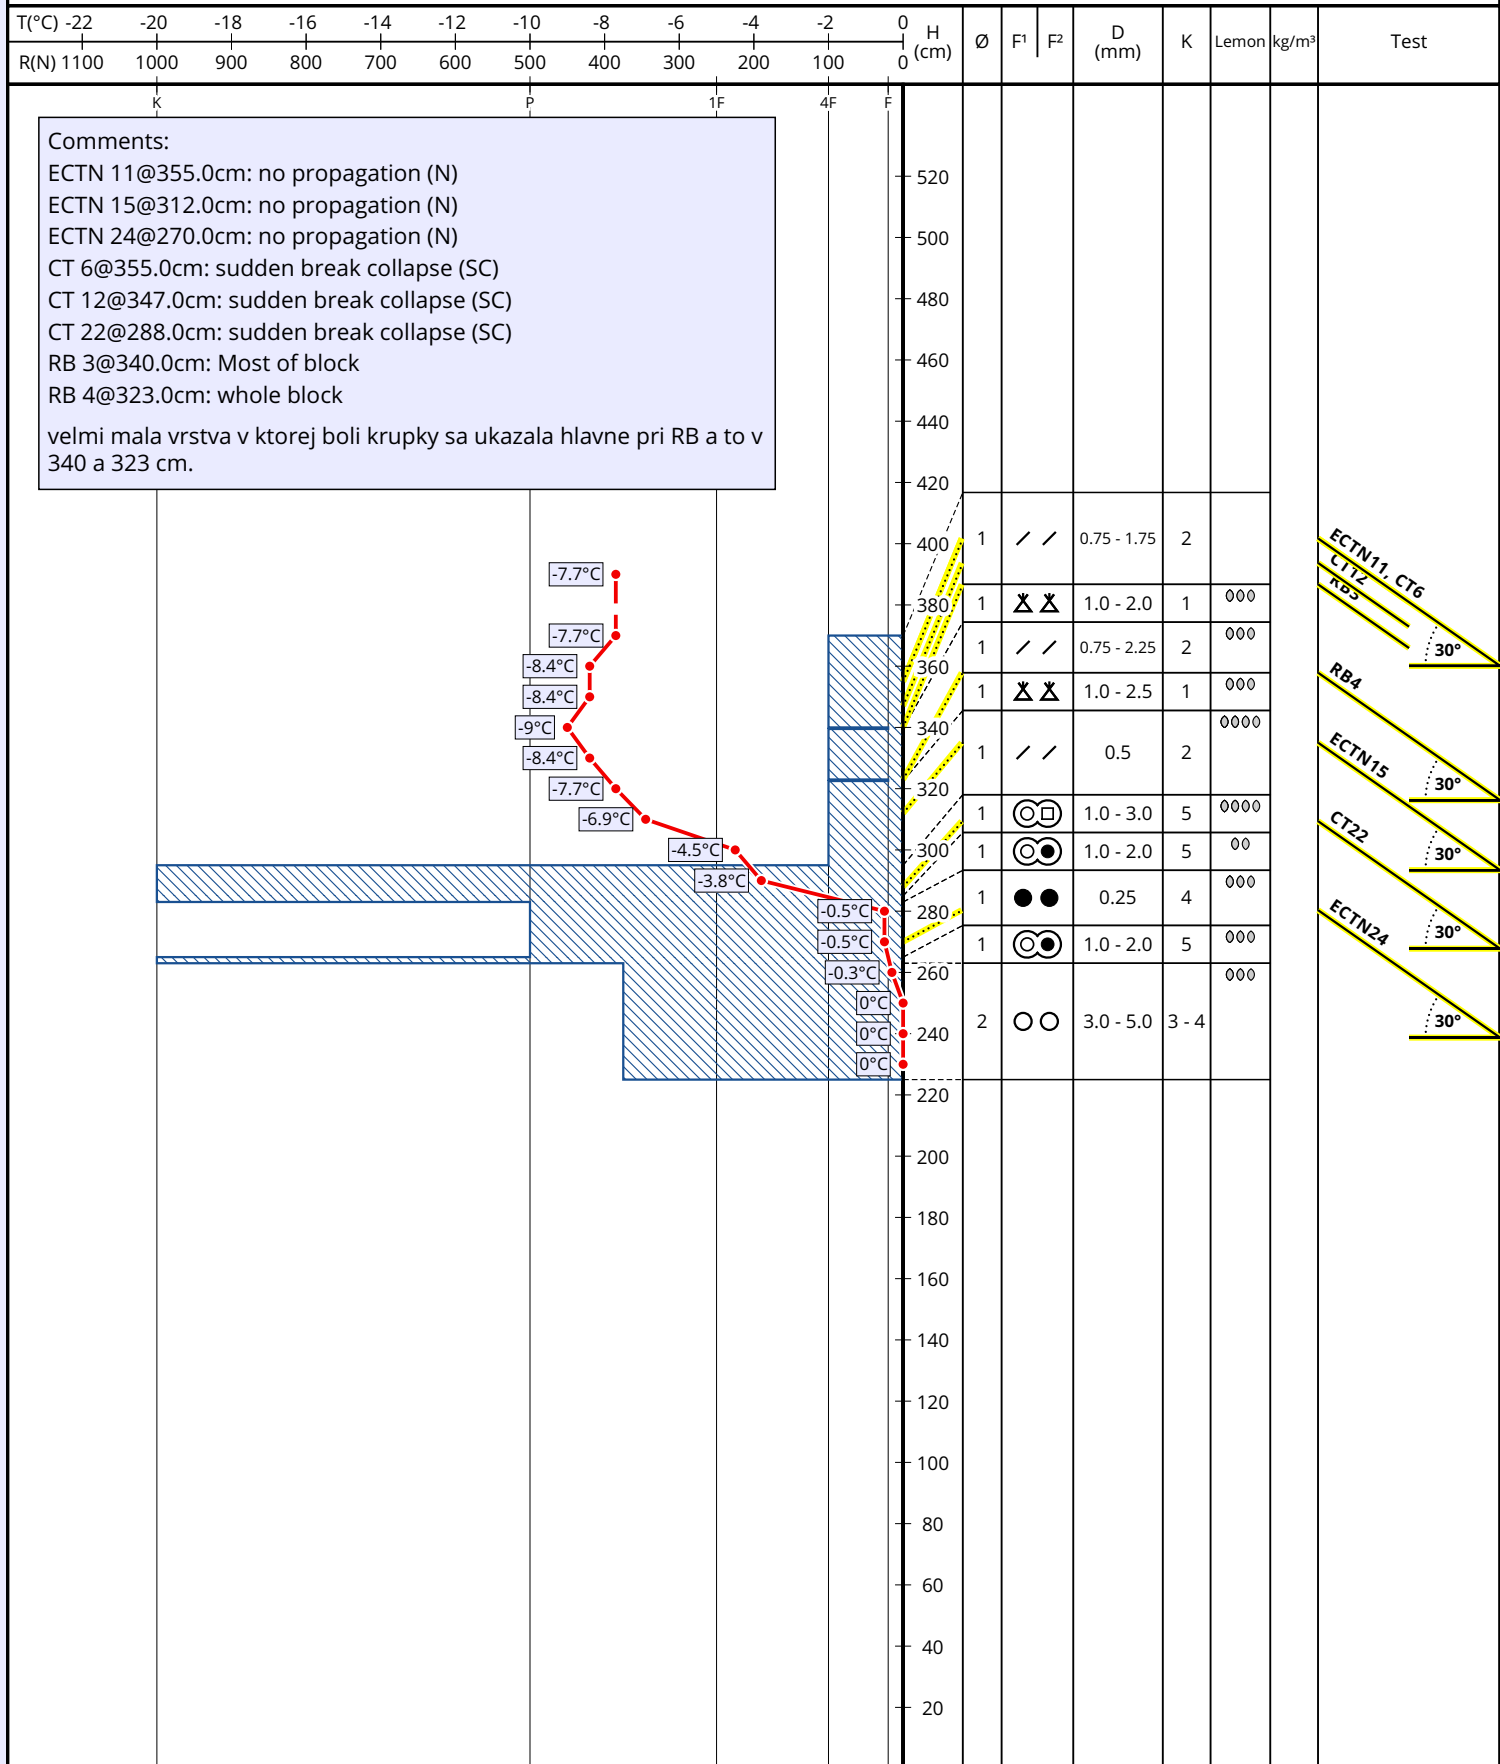 T(°C) -22 -20 -18 -16 -14 -12 -10 -8 -6 -4 -2 0
R(N) 1100 1000 900 800 700 600 500 400 300 200 100 0
H (cm) Ø F¹ F² D (mm) K Lemon kg/m³ Test
K P 1F 4F F
Comments:
ECTN 11@355.0cm: no propagation (N)
ECTN 15@312.0cm: no propagation (N)
ECTN 24@270.0cm: no propagation (N)
CT 6@355.0cm: sudden break collapse (SC)
CT 12@347.0cm: sudden break collapse (SC)
CT 22@288.0cm: sudden break collapse (SC)
RB 3@340.0cm: Most of block
RB 4@323.0cm: whole block
velmi mala vrstva v ktorej boli krupky sa ukazala hlavne pri RB a to v
340 a 323 cm.
520
500
480
460
440
420
400
380
360
340
320
300
280
260
240
220
200
180
160
140
120
100
80
60
40
20
-7.7°C
-7.7°C
-8.4°C
-8.4°C
-9°C
-8.4°C
-7.7°C
-6.9°C
-4.5°C
-3.8°C
-0.5°C
-0.5°C
-0.3°C
0°C
0°C
0°C
1 0.75 - 1.75 2
1 1.0 - 2.0 1
1 0.75 - 2.25 2
1 1.0 - 2.5 1
1 0.5 2
1 1.0 - 3.0 5
1 1.0 - 2.0 5
1 0.25 4
1 1.0 - 2.0 5
2 3.0 - 5.0 3 - 4
ECTN11, CT6
CT12
RB3
30°
RB4
30°
ECTN15
30°
CT22
30°
ECTN24
30°